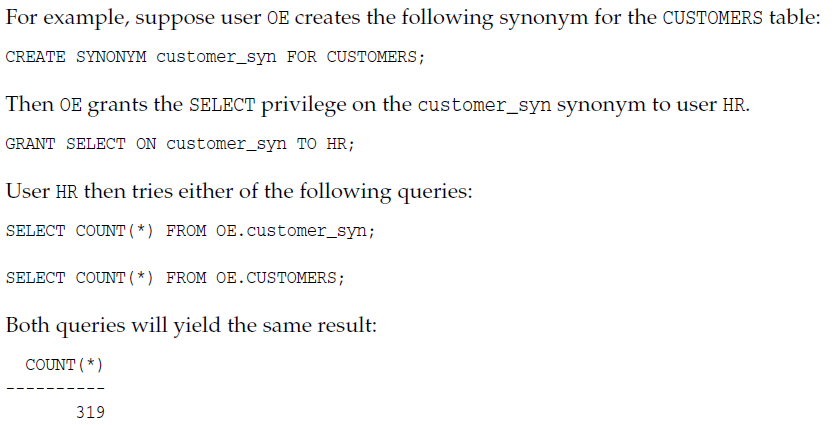 For example, suppose user OE creates the following synonym for the CUSTOMERS table:
CREATE SYNONYM customer_syn FOR CUSTOMERS;
Then OE grants the SELECT privilege on the customer_syn synonym to user HR.
GRANT SELECT ON customer_syn TO HR;
User HR then tries either of the following queries:
SELECT COUNT(*) FROM OE.customer_syn;
SELECT COUNT(*) FROM OE.CUSTOMERS;
Both queries will yield the same result:
COUNT(*)
----------
319